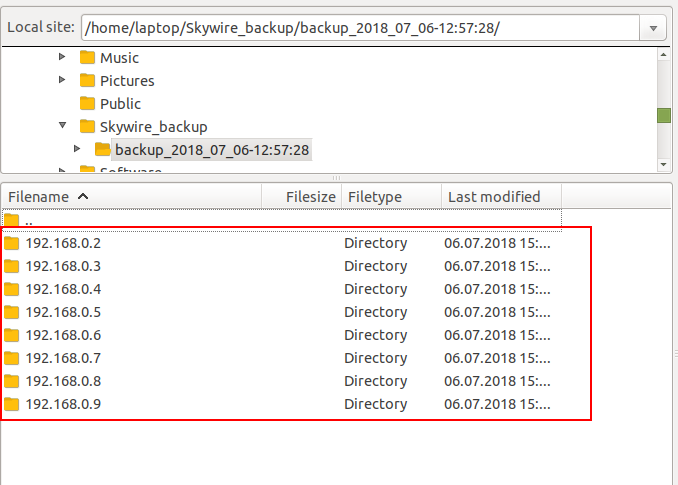 Local site: /home/laptop/Skywire_backup/backup_2018_07_06-12:57:28/
Music
Pictures
Public
Skywire_backup
backup_2018_07_06-12:57:28
Software
Filename Filesize Filetype Last modified
..
192.168.0.2 Directory 06.07.2018 15:...
192.168.0.3 Directory 06.07.2018 15:...
192.168.0.4 Directory 06.07.2018 15:...
192.168.0.5 Directory 06.07.2018 15:...
192.168.0.6 Directory 06.07.2018 15:...
192.168.0.7 Directory 06.07.2018 15:...
192.168.0.8 Directory 06.07.2018 15:...
192.168.0.9 Directory 06.07.2018 15:...